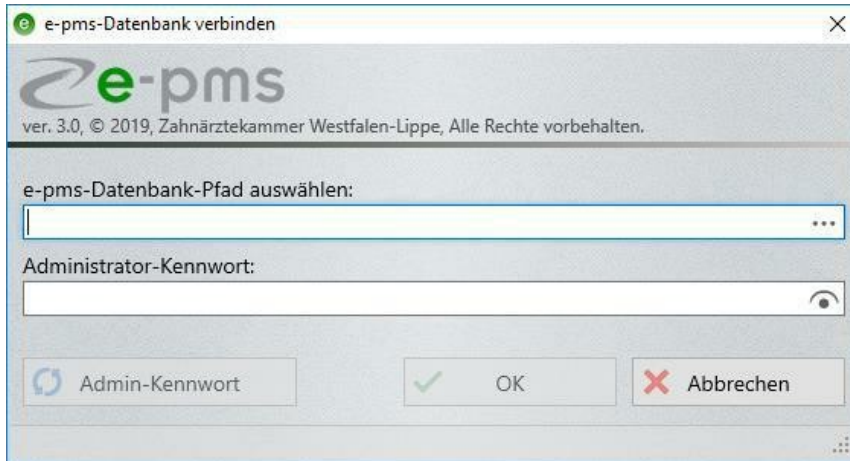 e-pms-Datenbank verbinden
e-pms
ver. 3.0, © 2019, Zahnärztekammer Westfalen-Lippe, Alle Rechte vorbehalten.
e-pms-Datenbank-Pfad auswählen:
Administrator-Kennwort:
Admin-Kennwort OK Abbrechen